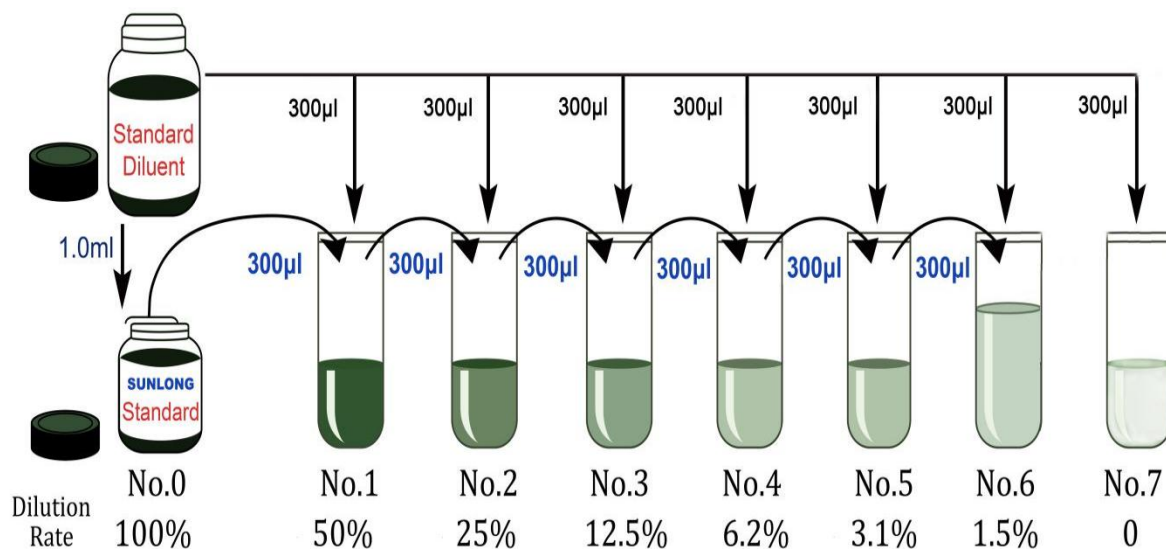 300µl 300µl 300µl 300µl 300µl 300µl 300µl
Standard
Diluent
1.0ml
300µl 300µl 300µl 300µl 300µl 300µl
SUNLONG
Standard
No.0 No.1 No.2 No.3 No.4 No.5 No.6 No.7
Dilution
Rate
100% 50% 25% 12.5% 6.2% 3.1% 1.5% 0